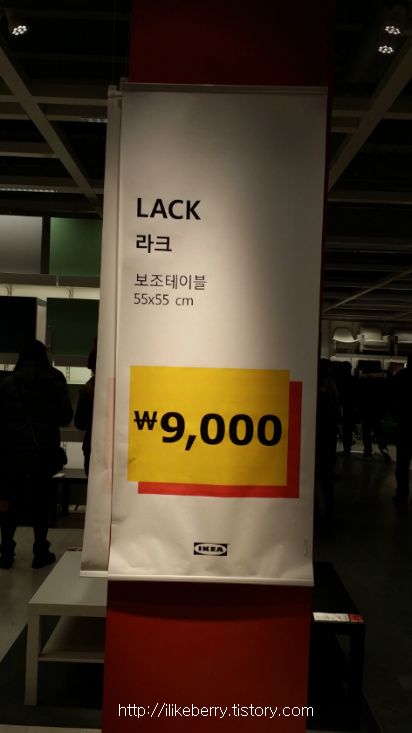 LACK
라크
보조테이블
55x55 cm
₩9,000
IKEA
http://ilikeberry.tistory.com